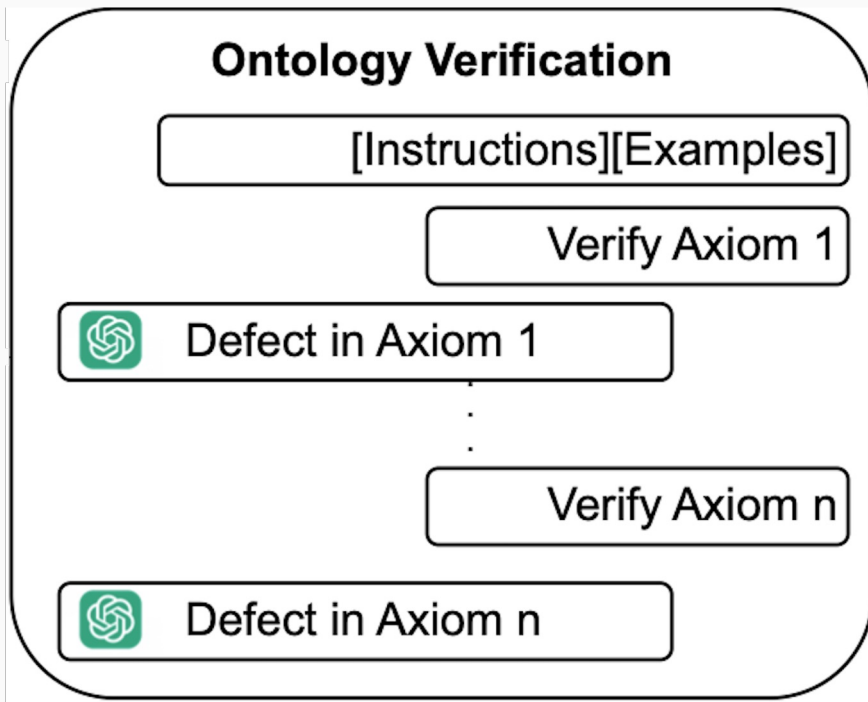 Ontology Verification
[Instructions][Examples]
Verify Axiom 1
Defect in Axiom 1
.
.
.
Verify Axiom n
Defect in Axiom n